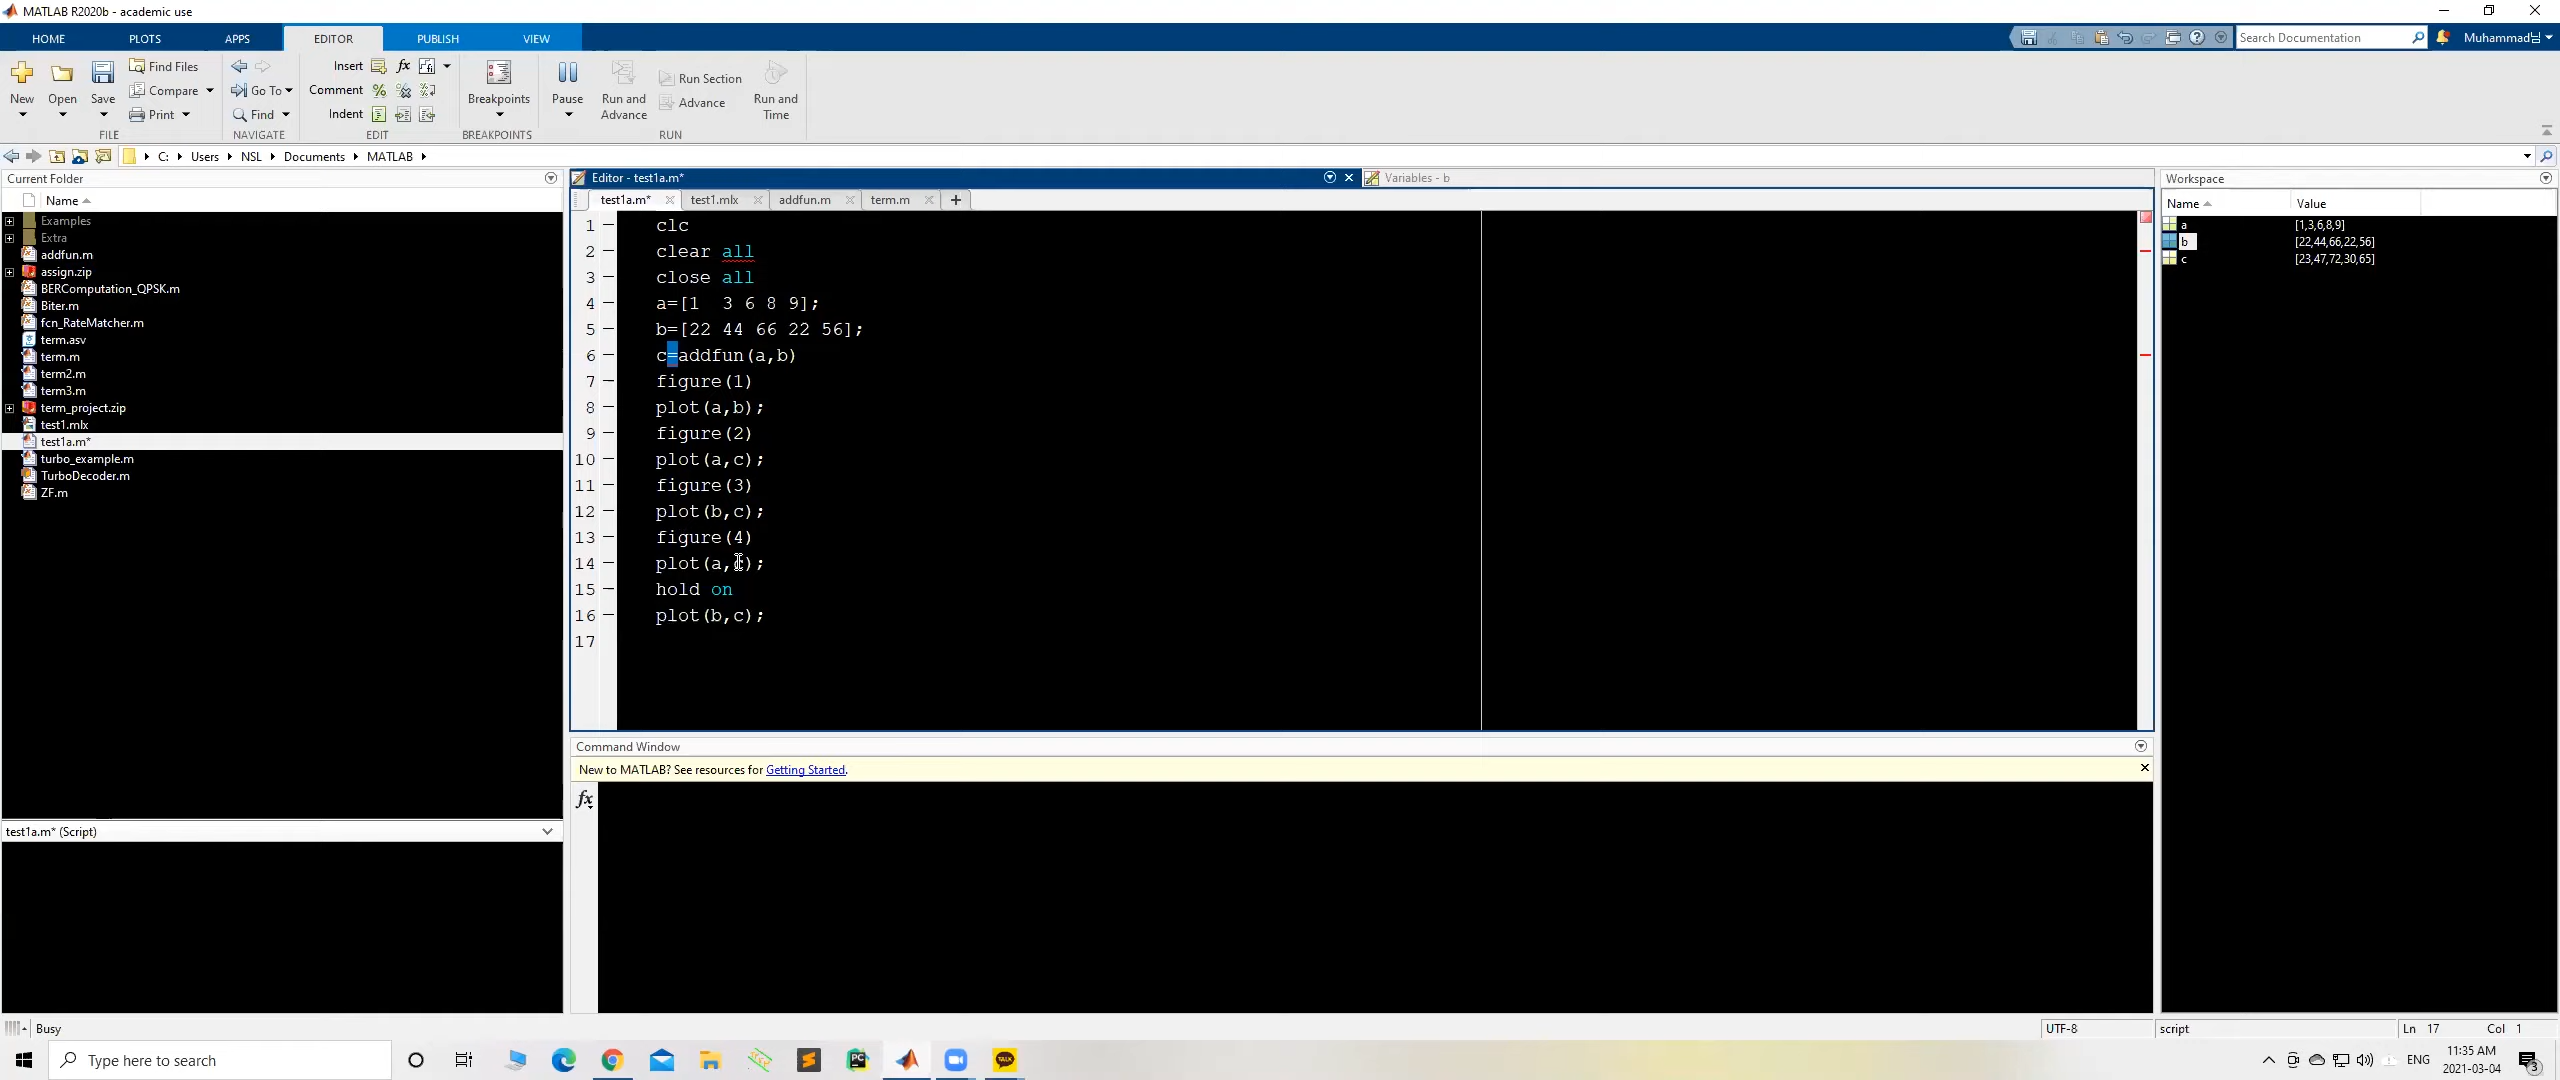 MATLAB R2020b - academic use
HOME PLOTS APPS EDITOR PUBLISH VIEW
Search Documentation
New
Open
Save
Find Files
Compare
Print
FILE
Go To
Find
NAVIGATE
Insert
Comment
Indent
EDIT
Breakpoints
BREAKPOINTS
Pause
Run and
Advance
Run Section
Advance
Run and
Time
RUN
C: Users NSL Documents MATLAB
Current Folder
Name
Examples
Extra
addfun.m
assign.zip
BERComputation_QPSK.m
Biter.m
fcn_RateMatcher.m
term.asv
term.m
term2.m
term3.m
term_project.zip
test1.mlx
test1a.m*
turbo_example.m
TurboDecoder.m
ZF.m
test1a.m* (Script)
Editor - test1a.m*
Variables - b
test1a.m* test1.mlx addfun.m term.m
1 clc
2 clear all
3 close all
4 a=[1  3 6 8 9];
5 b=[22 44 66 22 56];
6 c=addfun(a,b)
7 figure(1)
8 plot(a,b);
9 figure(2)
10 plot(a,c);
11 figure(3)
12 plot(b,c);
13 figure(4)
14 plot(a,c);
15 hold on
16 plot(b,c);
17
Command Window
New to MATLAB? See resources for Getting Started.
fx
Workspace
Name Value
a [1,3,6,8,9]
b [22,44,66,22,56]
c [23,47,72,30,65]
Busy
UTF-8
script
Ln 17 Col 1
Type here to search
PC
TALK
ENG
11:35 AM
2021-03-04
3